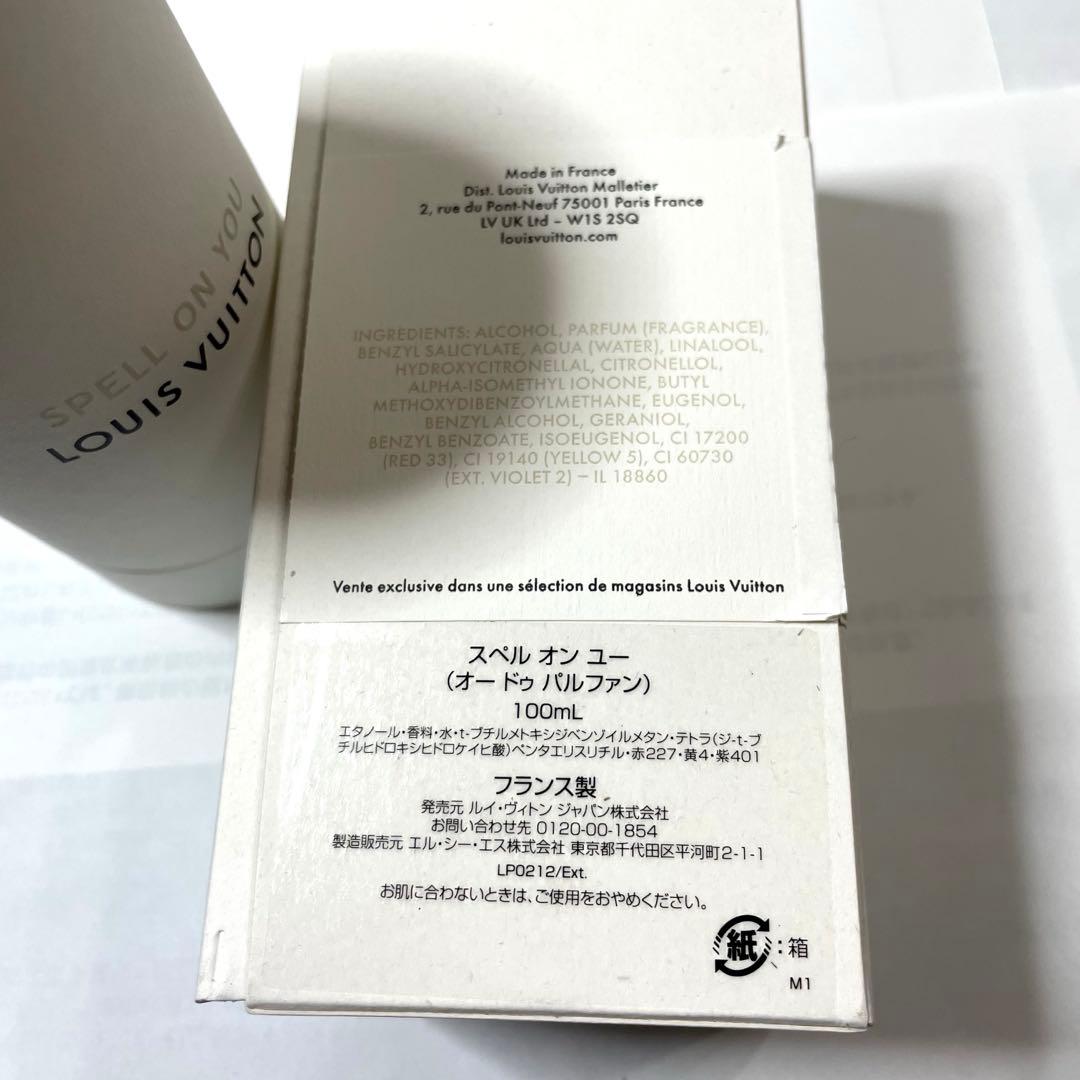 SPELL ON YOU
LOUIS VUITTON
Made in France
Dist. Louis Vuitton Malletier
2, rue du Pont-Neuf 75001 Paris France
LV UK Ltd – W1S 2SQ
louisvuitton.com
INGREDIENTS: ALCOHOL, PARFUM (FRAGRANCE),
BENZYL SALICYLATE, AQUA (WATER), LINALOOL,
HYDROXYCITRONELLAL, CITRONELLOL,
ALPHA-ISOMETHYL IONONE, BUTYL
METHOXYDIBENZOYLMETHANE, EUGENOL,
BENZYL ALCOHOL, GERANIOL,
BENZYL BENZOATE, ISOEUGENOL, CI 17200
(RED 33), CI 19140 (YELLOW 5), CI 60730
(EXT. VIOLET 2) – IL 18860
Vente exclusive dans une sélection de magasins Louis Vuitton
スペル オン ユー
(オー ドゥ パルファン)
100mL
エタノール・香料・水・t-ブチルメトキシジベンゾイルメタン・テトラ(ジ-t-ブ
チルヒドロキシヒドロケイヒ酸)ペンタエリスリチル・赤227・黄4・紫401
フランス製
発売元 ルイ・ヴィトン ジャパン株式会社
お問い合わせ先 0120-00-1854
製造販売元 エル・シー・エス株式会社 東京都千代田区平河町2-1-1
LP0212/Ext.
お肌に合わないときは、ご使用をおやめください。
紙:箱
M1